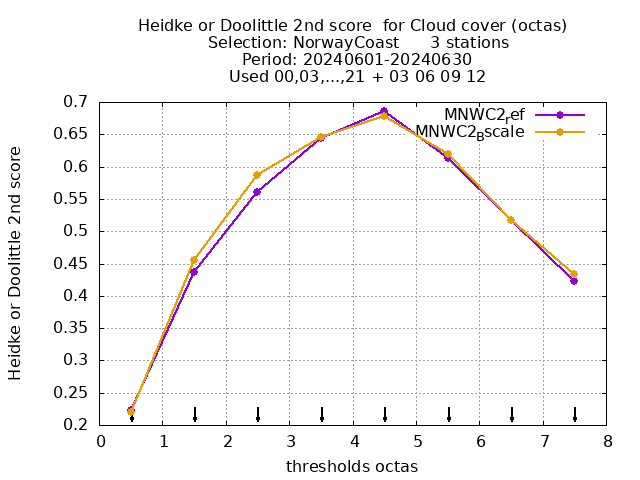 Heidke or Doolittle 2nd score  for Cloud cover (octas)
Selection: NorwayCoast      3 stations
Period: 20240601-20240630
Used 00,03,...,21 + 03 06 09 12
MNWC2_ref
MNWC2_Bscale
Heidke or Doolittle 2nd score
0.7
0.65
0.6
0.55
0.5
0.45
0.4
0.35
0.3
0.25
0.2
0 1 2 3 4 5 6 7 8
thresholds octas